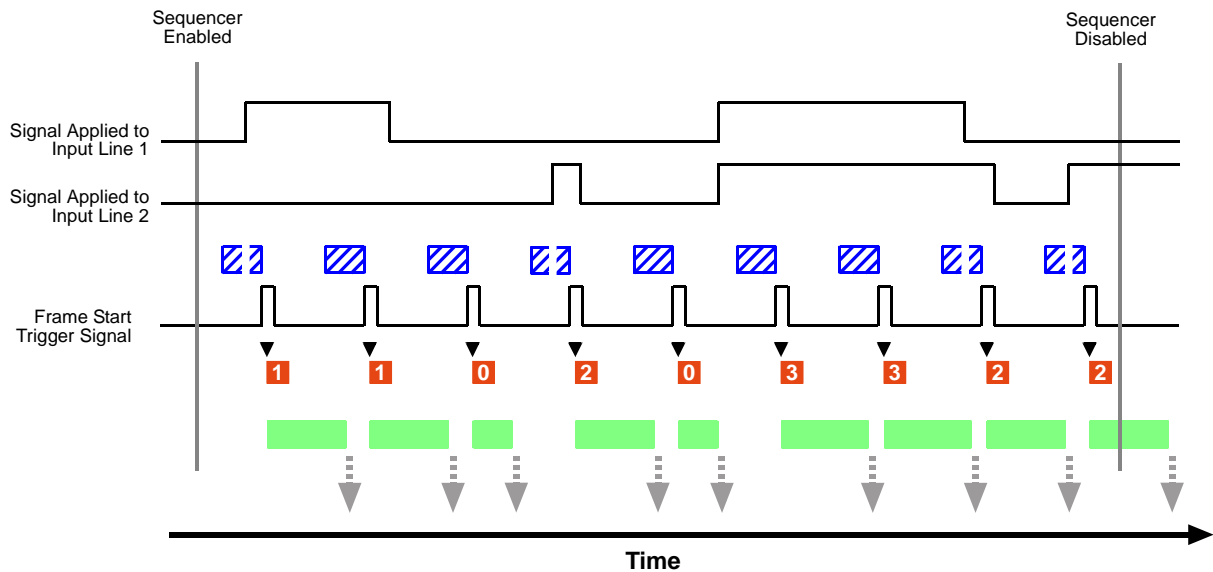 Sequencer
Enabled
Sequencer
Disabled
Signal Applied to
Input Line 1
Signal Applied to
Input Line 2
Frame Start
Trigger Signal
1 1 0 2 0 3 3 2 2
Time